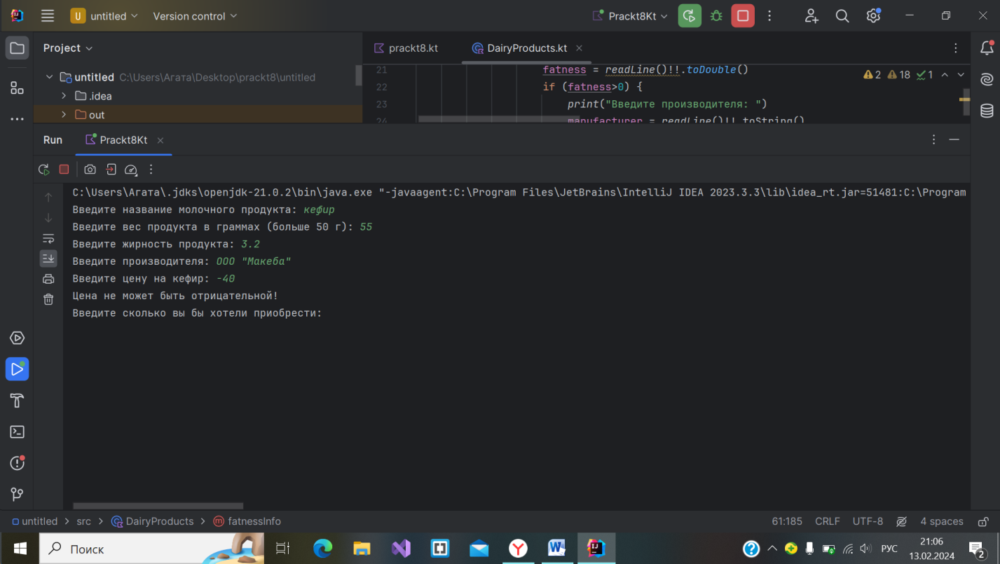 U untitled Version control Prackt8Kt
Project
prackt8.kt DairyProducts.kt
untitled C:\Users\Агата\Desktop\prackt8\untitled
.idea
out
21 fatness = readLine()!!.toDouble()
22 if (fatness>0) {
23 print("Введите производителя: ")
24 manufacturer = readLine()!!.toString()
2 18 1
Run Prackt8Kt
C:\Users\Агата\.jdks\openjdk-21.0.2\bin\java.exe "-javaagent:C:\Program Files\JetBrains\IntelliJ IDEA 2023.3.3\lib\idea_rt.jar=51481:C:\Program
Введите название молочного продукта: кефир
Введите вес продукта в граммах (больше 50 г): 55
Введите жирность продукта: 3.2
Введите производителя: ООО "Макеба"
Введите цену на кефир: -40
Цена не может быть отрицательной!
Введите сколько вы бы хотели приобрести:
untitled > src > DairyProducts > fatnessInfo
61:185 CRLF UTF-8 4 spaces
Поиск
РУС
21:06
13.02.2024
2